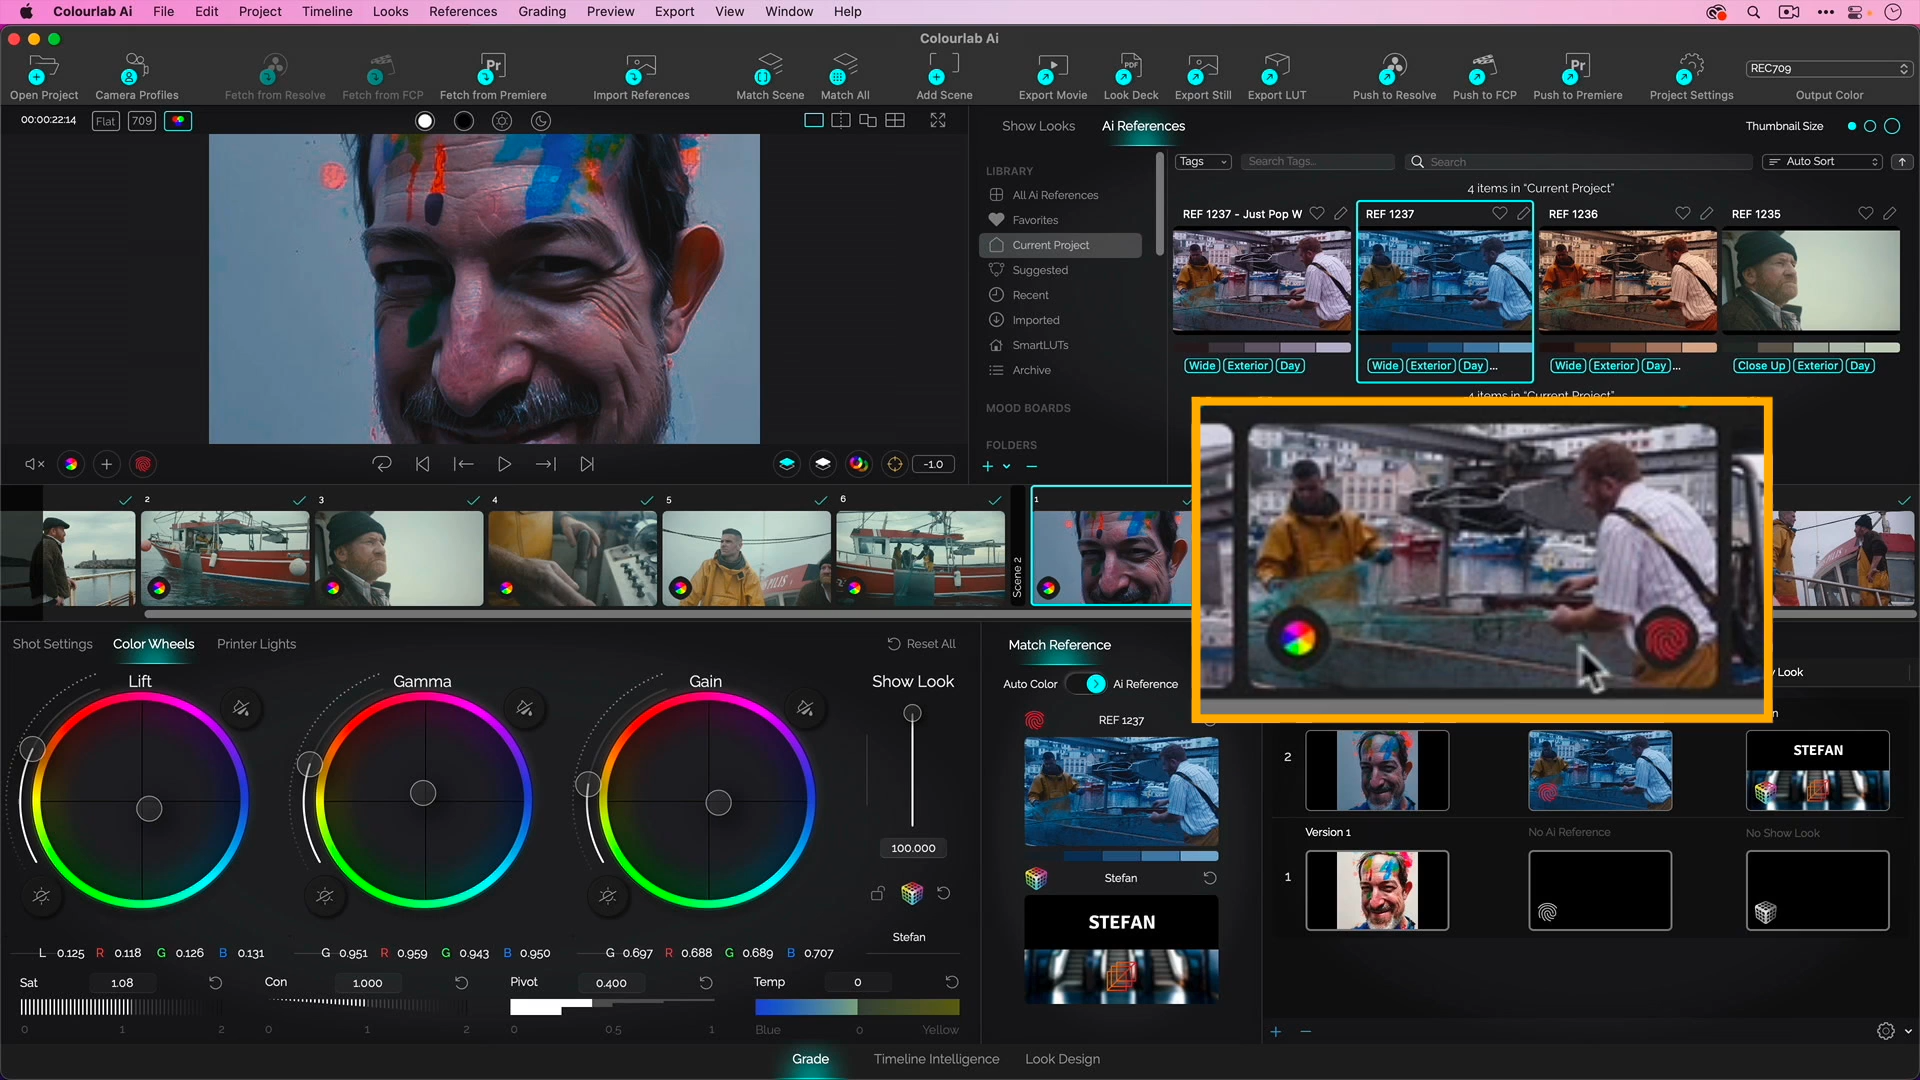 Colourlab Ai File Edit Project Timeline Looks References Grading Preview Export View Window Help
Colourlab Ai
Open Project Camera Profiles Fetch from Resolve Fetch from FCP Pr Fetch from Premiere Import References Match Scene Match All Add Scene Export Movie PDF Look Deck Export Still Export LUT Push to Resolve Push to FCP Pr Push to Premiere Project Settings REC709 Output Color
00:00:22:14 Flat 709
Show Looks Ai References Thumbnail Size
Tags Search Tags... Search Auto Sort
4 items in "Current Project"
LIBRARY
All Ai References
Favorites
Current Project
Suggested
Recent
Imported
SmartLUTs
Archive
MOOD BOARDS
FOLDERS
REF 1237 - Just Pop W REF 1237 REF 1236 REF 1235
Wide Exterior Day Wide Exterior Day... Wide Exterior Day... Close Up Exterior Day
4 items in "Current Project"
-1.0
2 3 4 5 6 1
Scene 2
Shot Settings Color Wheels Printer Lights Reset All
Lift Gamma Gain Show Look
100.000
Stefan
L 0.125 R 0.118 G 0.126 B 0.131 G 0.951 R 0.959 G 0.943 B 0.950 G 0.697 R 0.688 G 0.689 B 0.707
Sat 1.08 Con 1.000 Pivot 0.400 Temp 0
0 1 2 0 1 2 0 0.5 1 Blue 0 Yellow
Match Reference
Auto Color Ai Reference
REF 1237
Stefan
STEFAN
Look
2 STEFAN
Version 1 No Ai Reference No Show Look
1
Grade Timeline Intelligence Look Design